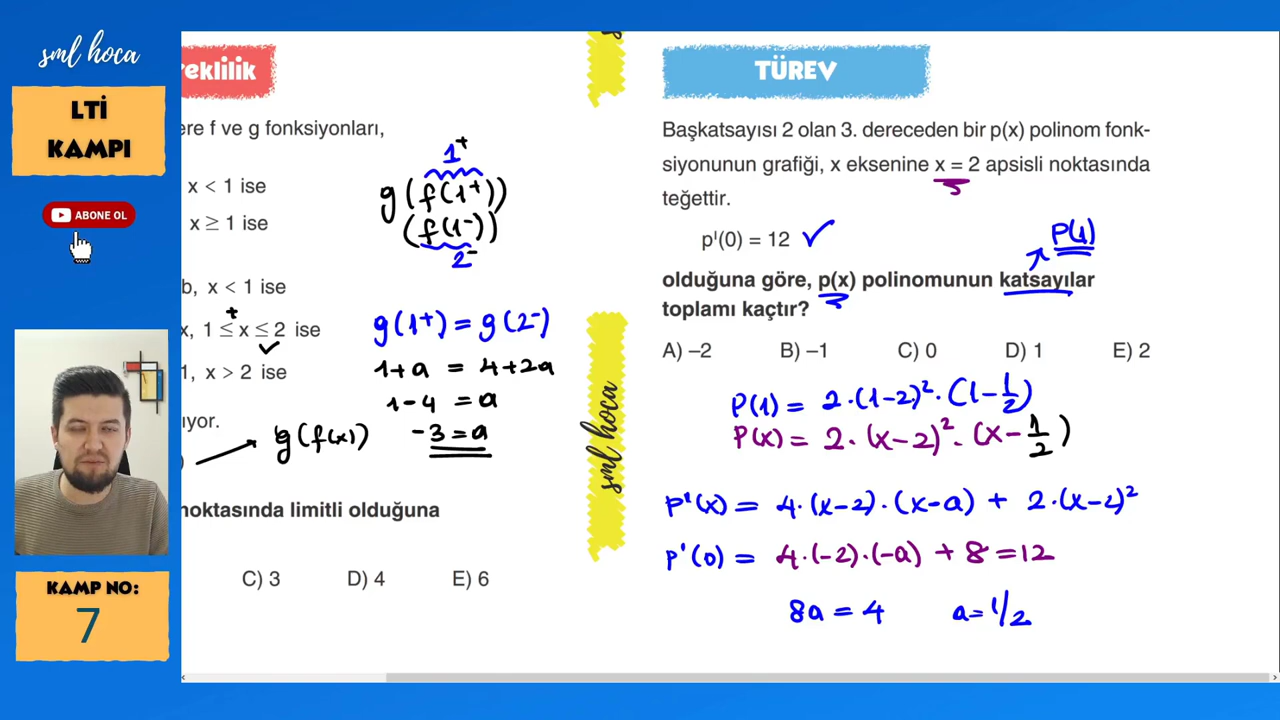 sml hoca
LTİ
KAMPI
ABONE OL
KAMP NO:
7
eklilik
ere f ve g fonksiyonları,
x < 1 ise
x ≥ 1 ise
b, x < 1 ise
x, 1 ≤ x ≤ 2 ise
+
1, x > 2 ise
ıyor.
noktasında limitli olduğuna
C) 3 D) 4 E) 6
1⁺
g(f(1⁺))
(f(1⁻))
2⁻
g(1⁺) = g(2⁻)
1+a = 4+2a
1-4 = a
-3 = a
g(f(x))
sml hoca
TÜREV
Başkatsayısı 2 olan 3. dereceden bir p(x) polinom fonk-
siyonunun grafiği, x eksenine x = 2 apsisli noktasında
teğettir.
pᴵ(0) = 12
P(1)
olduğuna göre, p(x) polinomunun katsayılar
toplamı kaçtır?
A) –2 B) –1 C) 0 D) 1 E) 2
P(1) = 2·(1-2)²·(1-1/2)
P(x) = 2·(x-2)²·(x-1/2)
P'(x) = 4·(x-2)·(x-a) + 2·(x-2)²
P'(0) = 4·(-2)·(-a) + 8 = 12
8a = 4 a = 1/2